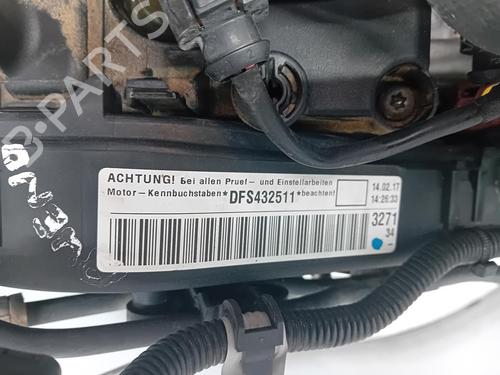 B-PARTS
ACHTUNG! bei allen Pruef- und Einstellarbeiten
Motor-Kennbuchstaben *DFS432511* beachten!
14.02.17
14:26:33
3271
34
-